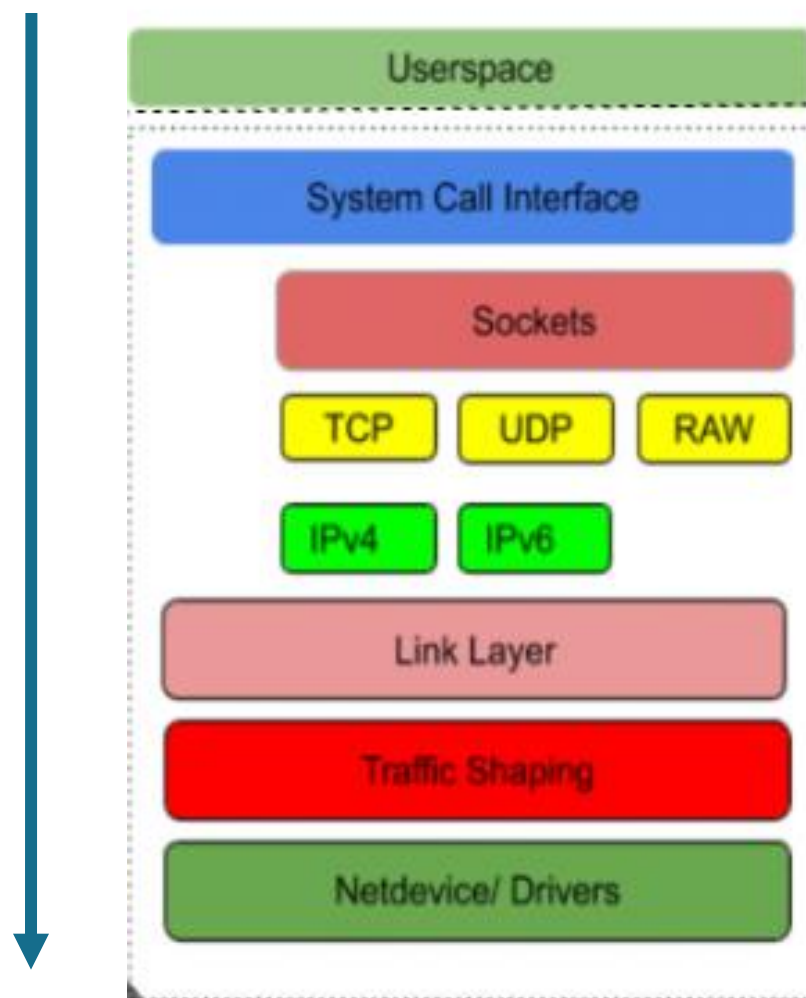 Userspace
System Call Interface
Sockets
TCP UDP RAW
IPv4 IPv6
Link Layer
Traffic Shaping
Netdevice/ Drivers